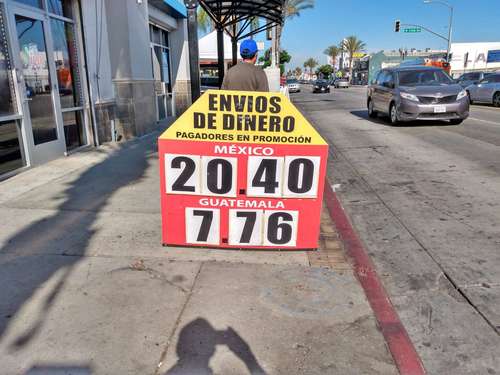 ENVIOS
DE DINERO
PAGADORES EN PROMOCIÓN
MÉXICO
20.40
GUATEMALA
7.76